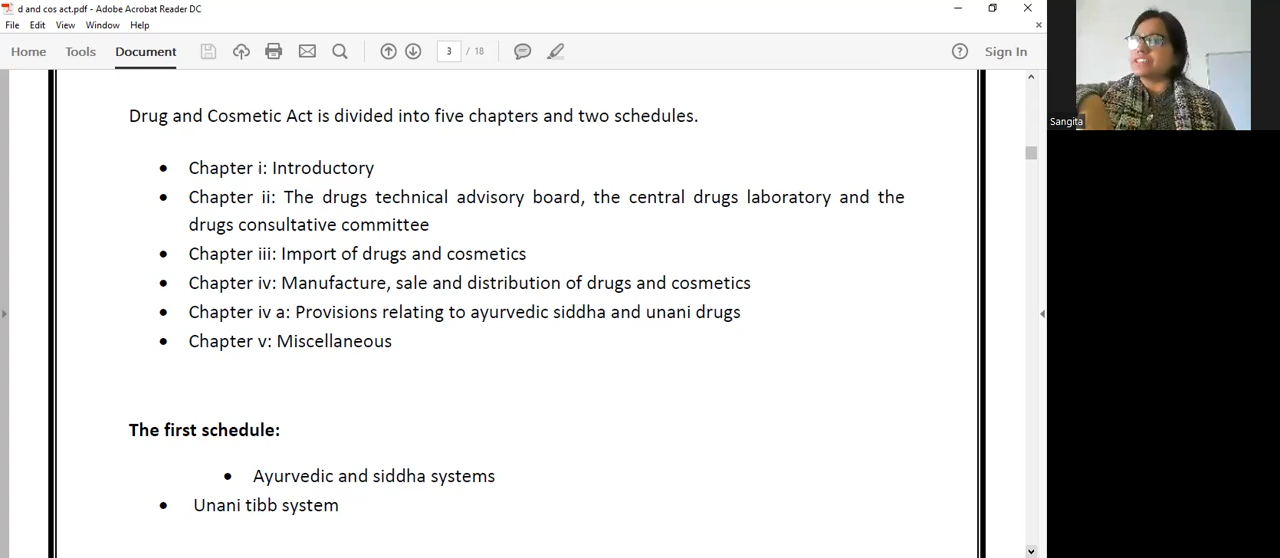 d and cos act.pdf - Adobe Acrobat Reader DC
File Edit View Window Help
Home Tools Document 3 / 18 Sign In
Sangita
Drug and Cosmetic Act is divided into five chapters and two schedules.
• Chapter i: Introductory
• Chapter ii: The drugs technical advisory board, the central drugs laboratory and the
drugs consultative committee
• Chapter iii: Import of drugs and cosmetics
• Chapter iv: Manufacture, sale and distribution of drugs and cosmetics
• Chapter iv a: Provisions relating to ayurvedic siddha and unani drugs
• Chapter v: Miscellaneous
The first schedule:
• Ayurvedic and siddha systems
• Unani tibb system